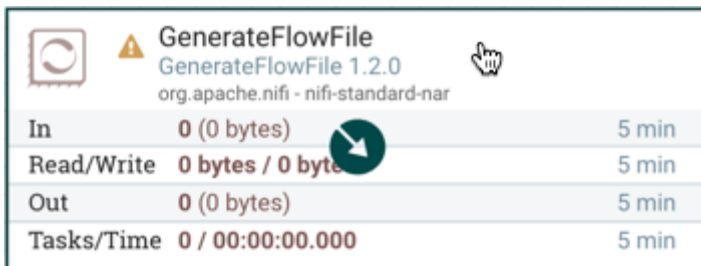 GenerateFlowFile
GenerateFlowFile 1.2.0
org.apache.nifi - nifi-standard-nar
In 0 (0 bytes) 5 min
Read/Write 0 bytes / 0 byte 5 min
Out 0 (0 bytes) 5 min
Tasks/Time 0 / 00:00:00.000 5 min